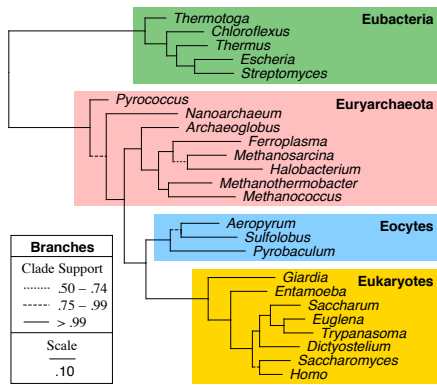 Thermotoga
Eubacteria
Chloroflexus
Thermus
Escheria
Streptomyces
Pyrococcus
Euryarchaeota
Nanoarchaeum
Archaeoglobus
Ferroplasma
Methanosarcina
Halobacterium
Methanothermobacter
Methanococcus
Aeropyrum
Eocytes
Sulfolobus
Pyrobaculum
Giardia
Eukaryotes
Entamoeba
Saccharum
Euglena
Trypanasoma
Dictyostelium
Saccharomyces
Homo
Branches
Clade Support
.50 – .74
.75 – .99
> .99
Scale
.10